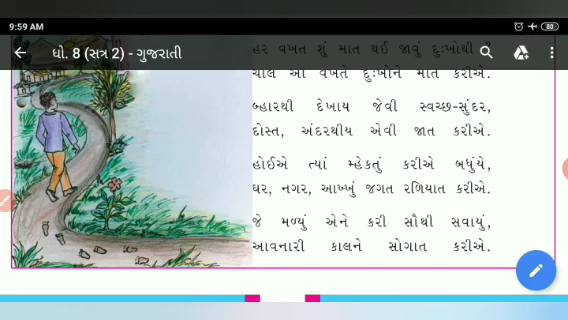 9:59 AM
80
ધો. 8 (સત્ર 2) - ગુજરાતી
હર વખત શું માત થઈ જાવું દુઃખોથી
ચાલ આ વખતે દુઃખોને માત કરીએ.
બ્હારથી દેખાય જેવી સ્વચ્છ-સુંદર,
દોસ્ત, અંદરથીય એવી જાત કરીએ.
હોઈએ ત્યાં મ્હેકતું કરીએ બધુંયે,
ઘર, નગર, આખ્ખું જગત રળિયાત કરીએ.
જે મળ્યું એને કરી સૌથી સવાયું,
આવનારી કાલને સોગાત કરીએ.